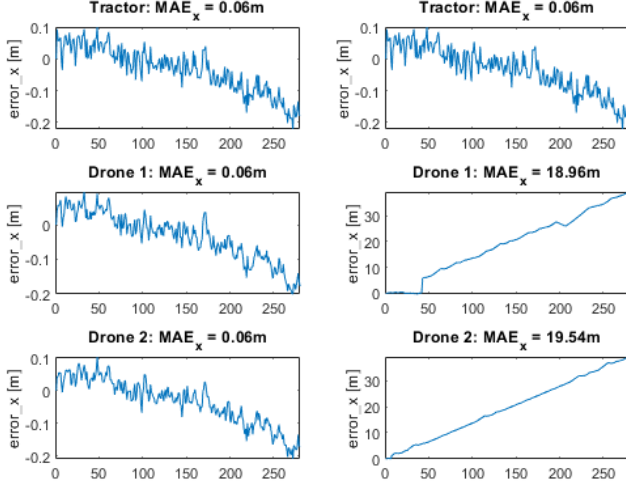 Tractor: MAE_x = 0.06m
error_x [m]
0.1
0
-0.1
-0.2
0 50 100 150 200 250
Tractor: MAE_x = 0.06m
error_x [m]
0.1
0
-0.1
-0.2
0 50 100 150 200 250
Drone 1: MAE_x = 0.06m
error_x [m]
0
-0.1
-0.2
0 50 100 150 200 250
Drone 1: MAE_x = 18.96m
error_x [m]
30
20
10
0
0 50 100 150 200 250
Drone 2: MAE_x = 0.06m
error_x [m]
0.1
0
-0.1
-0.2
0 50 100 150 200 250
Drone 2: MAE_x = 19.54m
error_x [m]
30
20
10
0
0 50 100 150 200 250